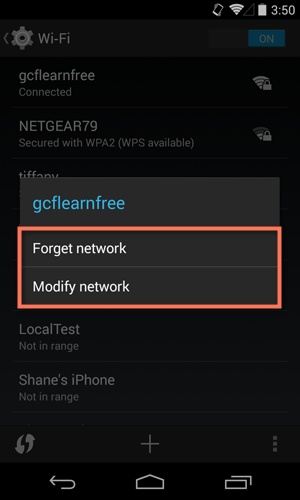 3:50
Wi-Fi
ON
gcflearnfree
Connected
NETGEAR79
Secured with WPA2 (WPS available)
tiffany
gcflearnfree
Forget network
Modify network
LocalTest
Not in range
Shane's iPhone
Not in range